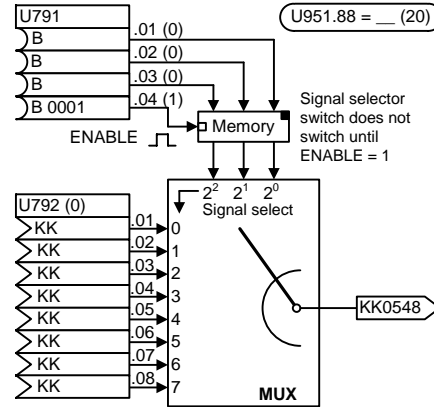 U791
B .01 (0)
B .02 (0)
B .03 (0)
B 0001 .04 (1)
U951.88 = __ (20)
ENABLE
Memory
Signal selector
switch does not
switch until
ENABLE = 1
2² 2¹ 2⁰
Signal select
U792 (0)
KK .01 0
KK .02 1
KK .03 2
KK .04 3
KK .05 4
KK .06 5
KK .07 6
KK .08 7
KK0548
MUX